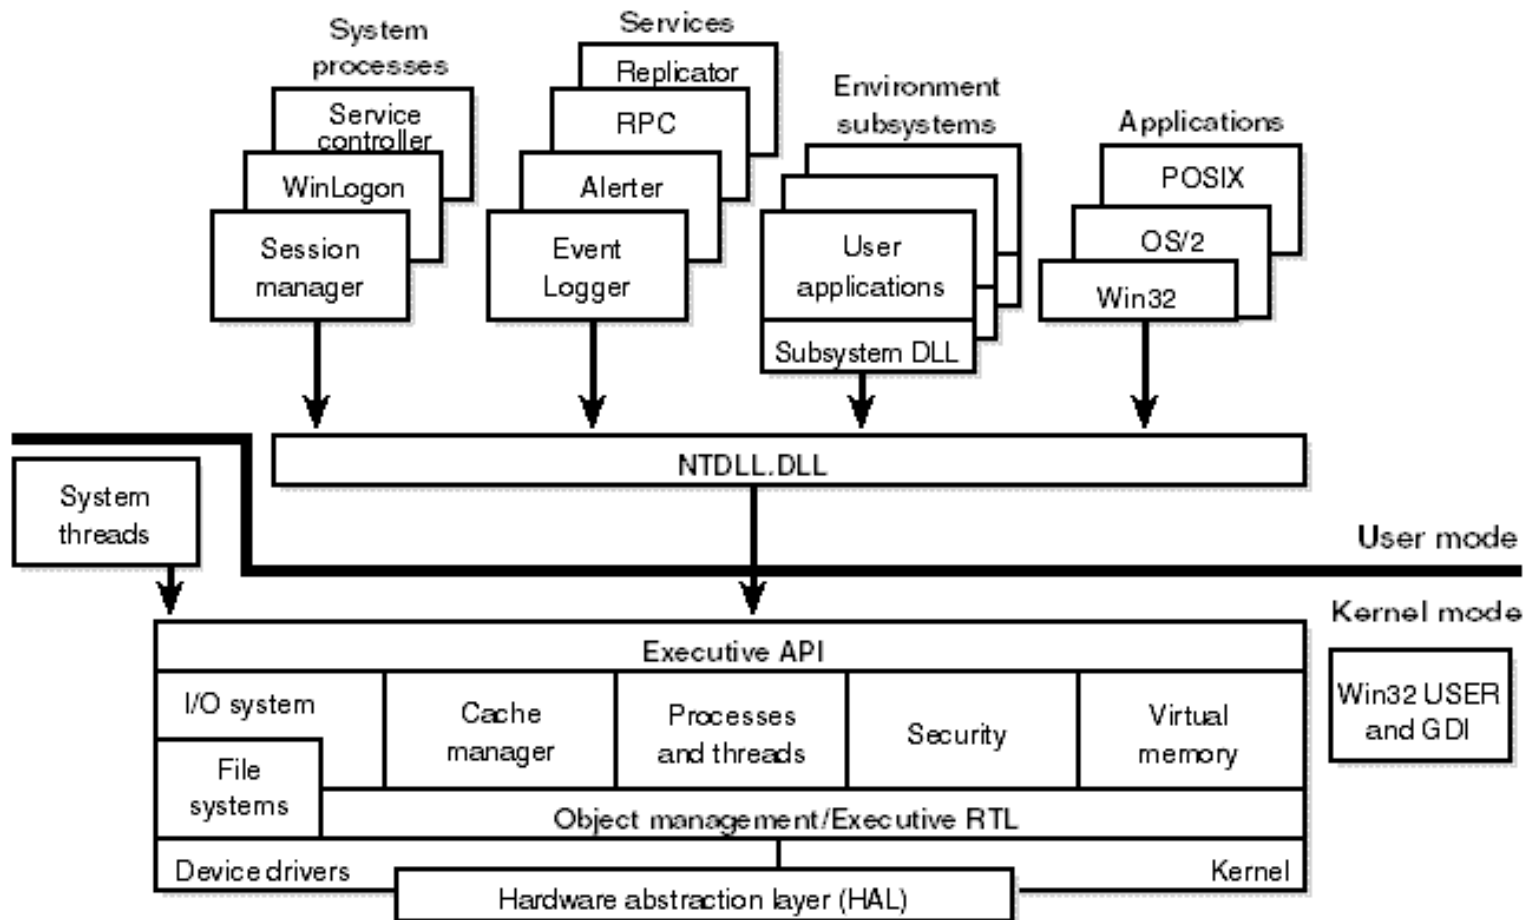 System
processes
Services
Environment
subsystems
Applications
Service
controller
WinLogon
Session
manager
Replicator
RPC
Alerter
Event
Logger
User
applications
Subsystem DLL
POSIX
OS/2
Win32
NTDLL.DLL
System
threads
User mode
Kernel mode
Executive API
I/O system
File
systems
Cache
manager
Processes
and threads
Security
Virtual
memory
Win32 USER
and GDI
Object management/Executive RTL
Device drivers
Kernel
Hardware abstraction layer (HAL)